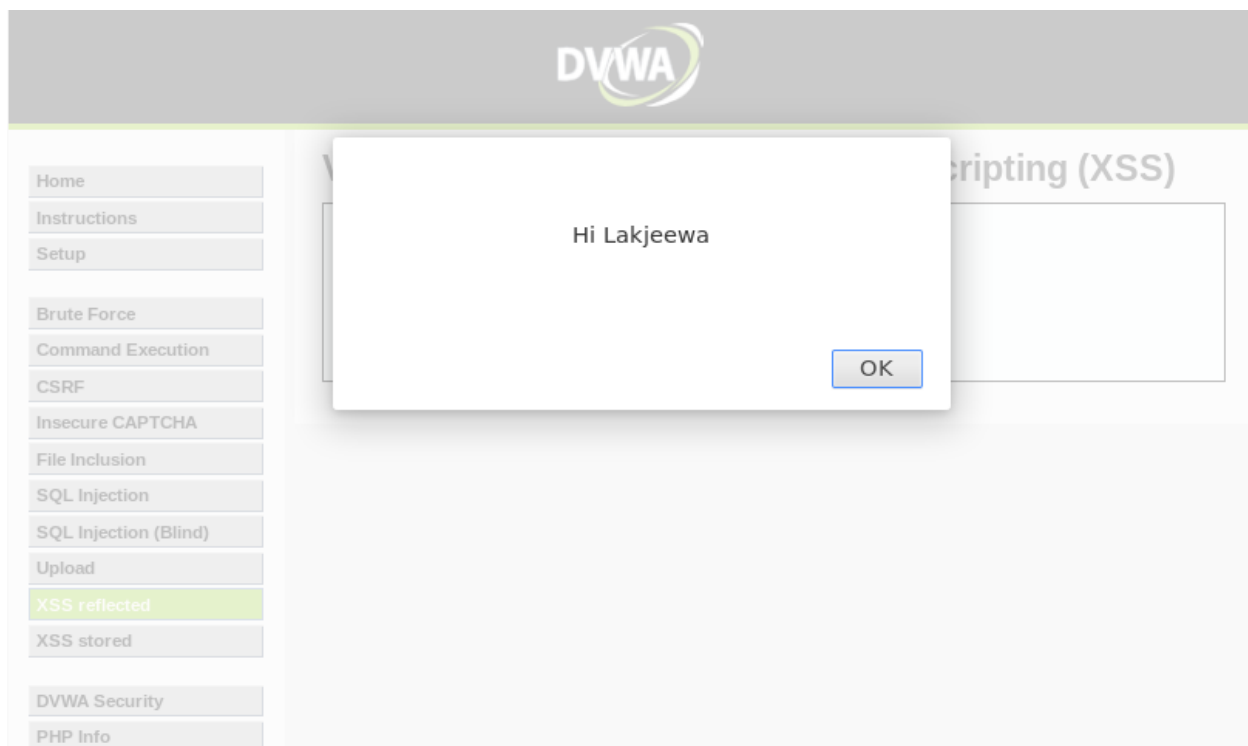 DVWA
cripting (XSS)
Hi Lakjeewa
OK
Home
Instructions
Setup
Brute Force
Command Execution
CSRF
Insecure CAPTCHA
File Inclusion
SQL Injection
SQL Injection (Blind)
Upload
XSS reflected
XSS stored
DVWA Security
PHP Info